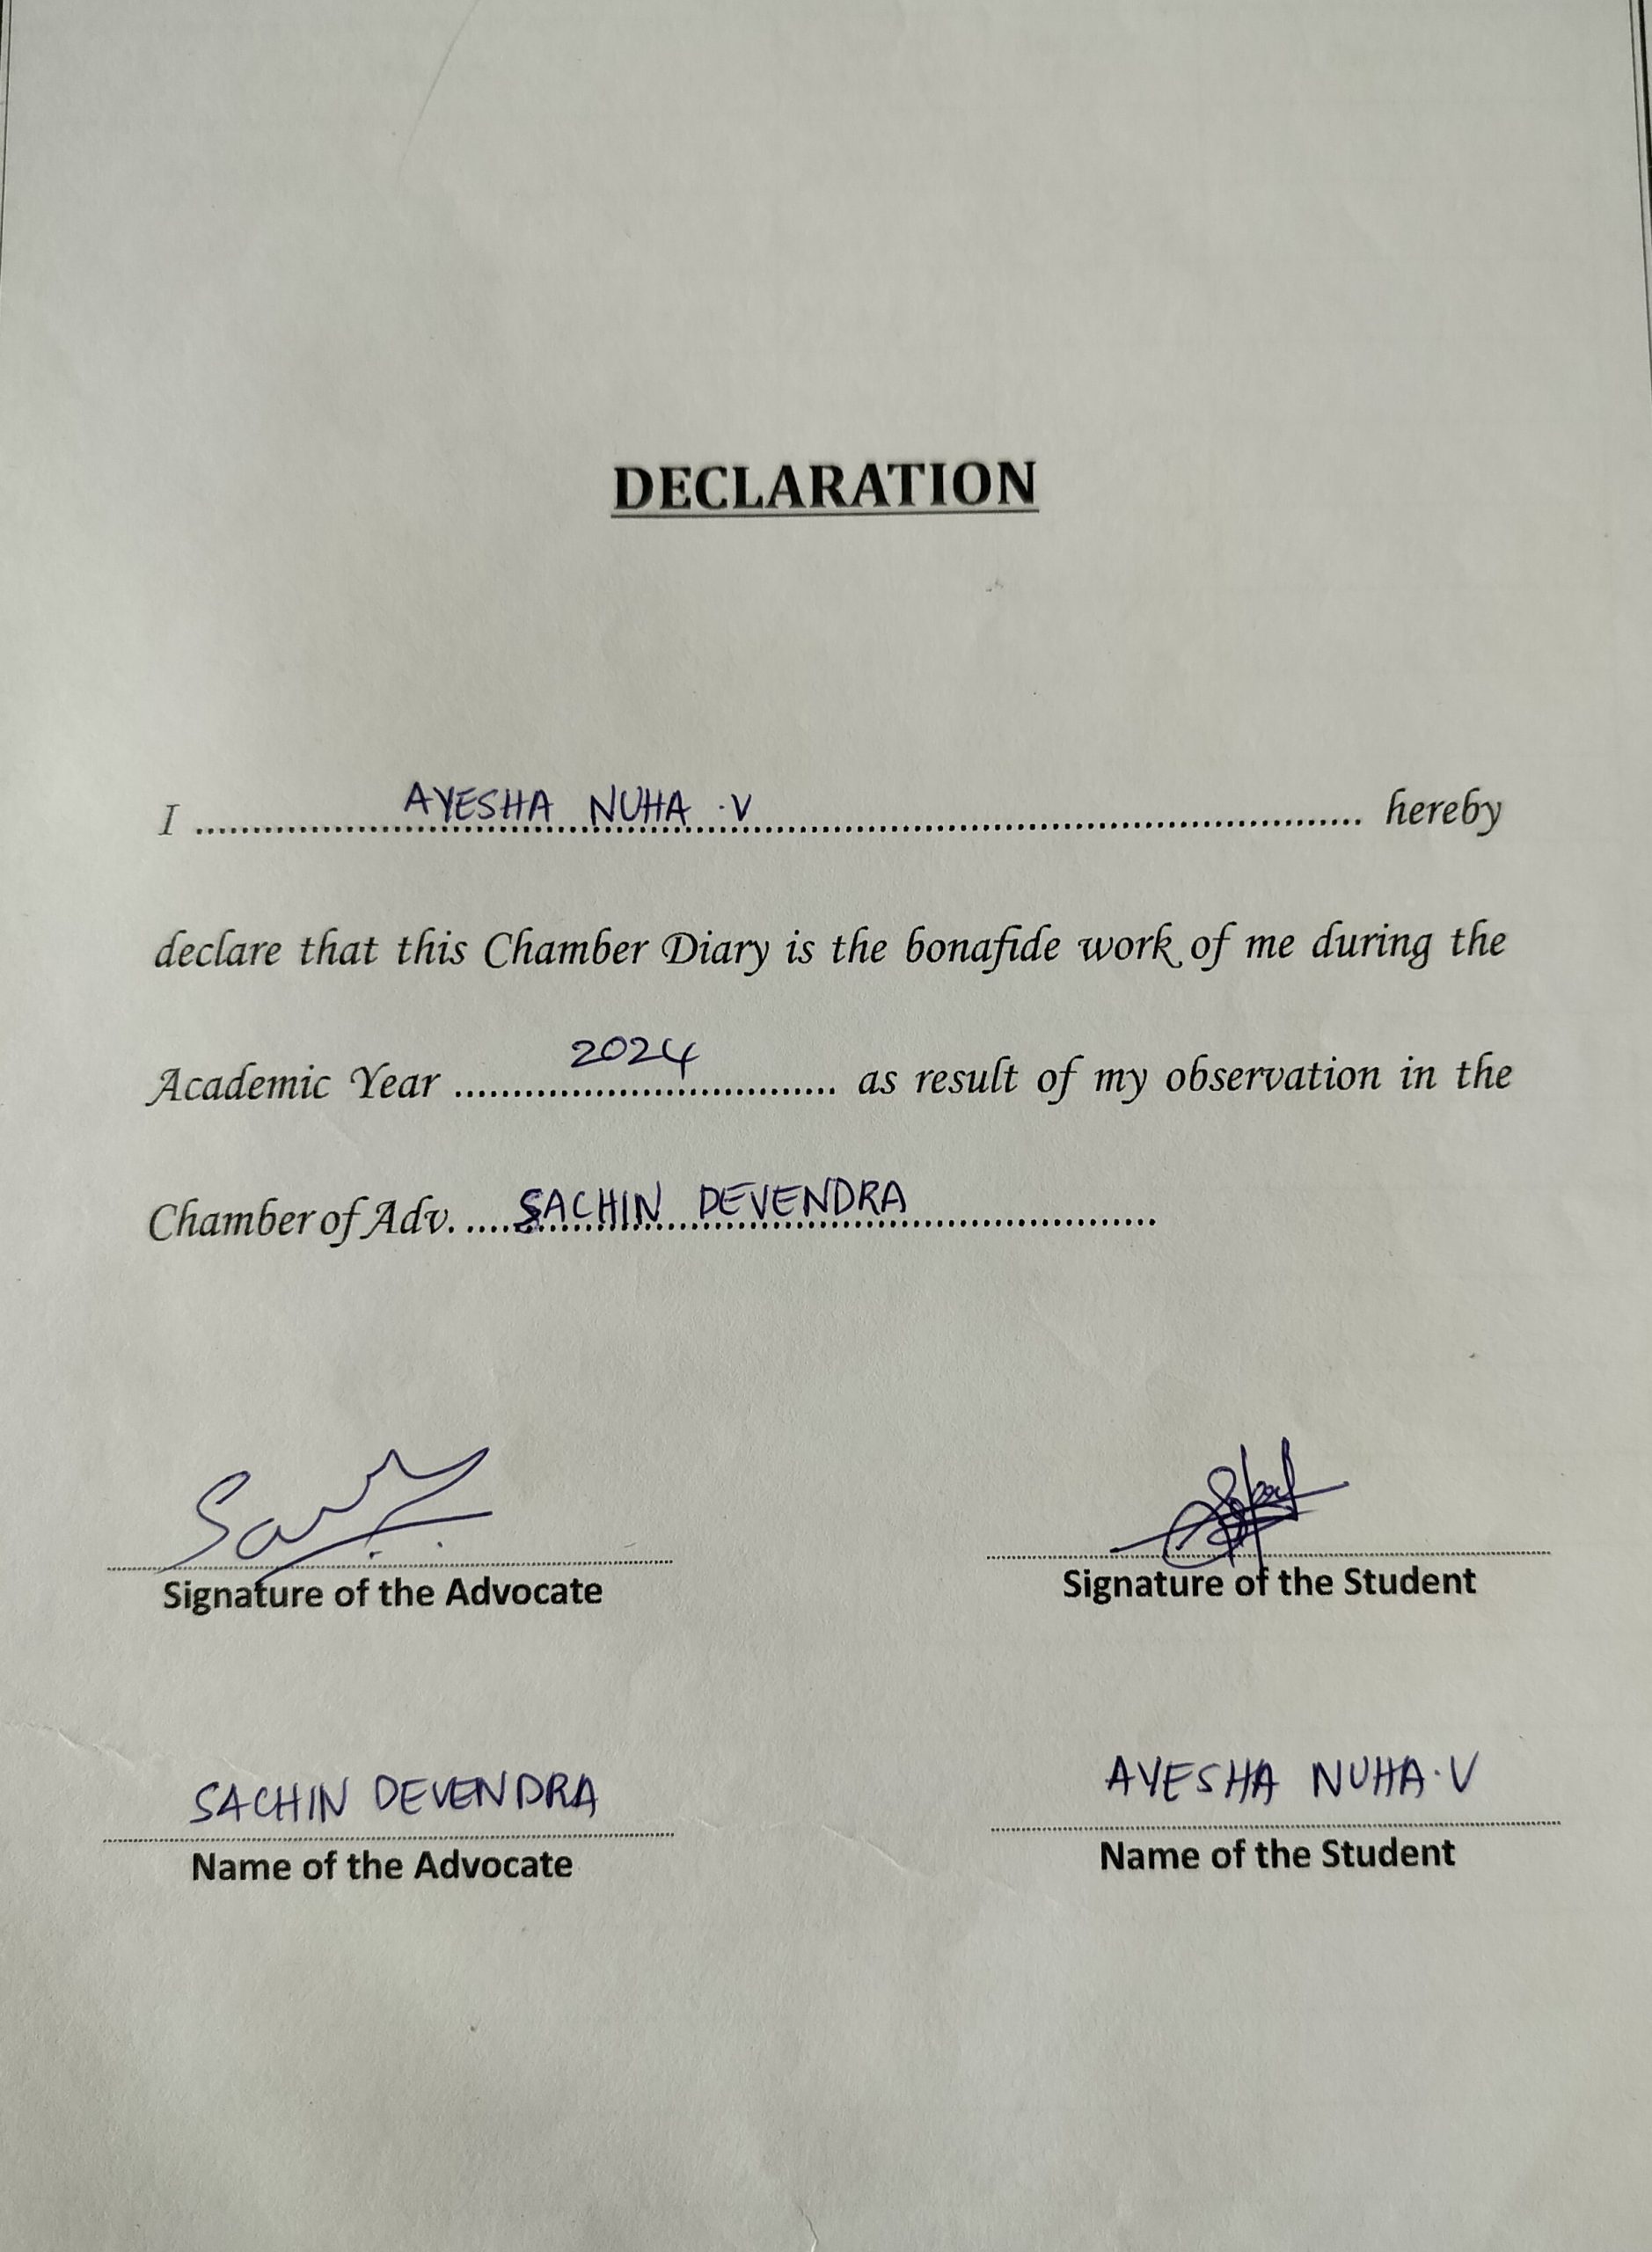 DECLARATION
I AYESHA NUHA .V hereby
declare that this Chamber Diary is the bonafide work of me during the
Academic Year 2024 as result of my observation in the
Chamber of Adv. SACHIN DEVENDRA
Signature of the Advocate Signature of the Student
SACHIN DEVENDRA AYESHA NUHA.V
Name of the Advocate Name of the Student